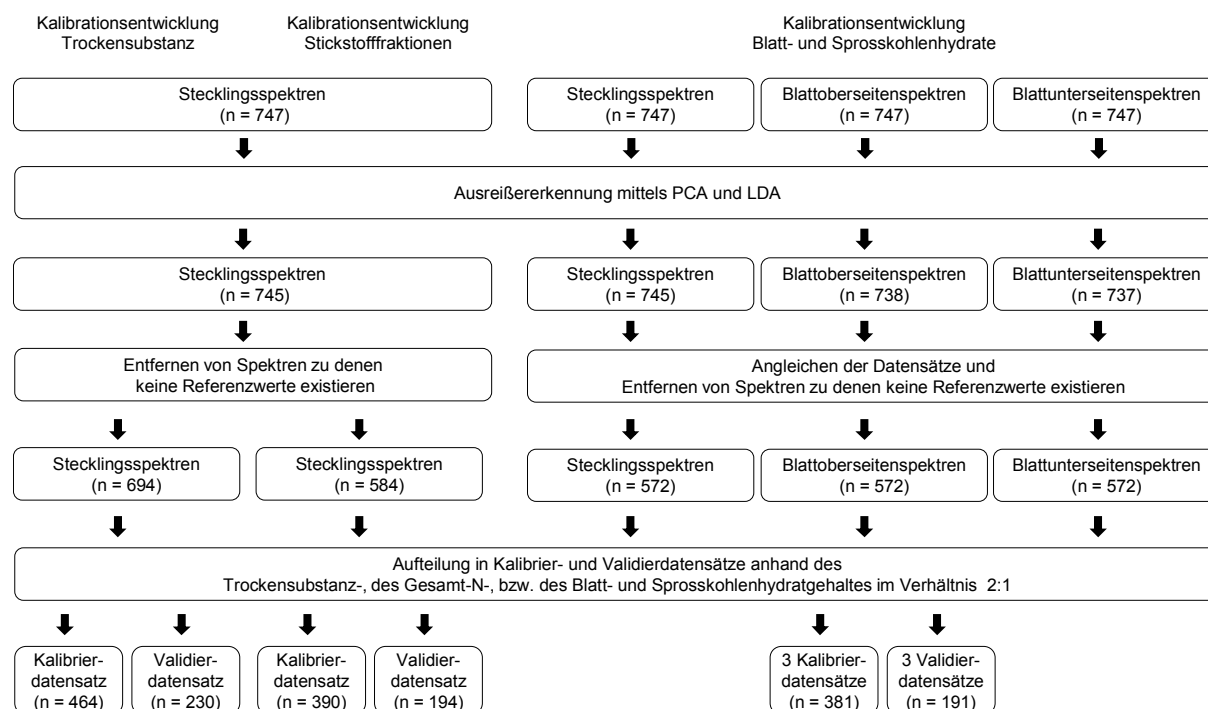 Kalibrationsentwicklung
Trockensubstanz
Kalibrationsentwicklung
Stickstofffraktionen
Kalibrationsentwicklung
Blatt- und Sprosskohlenhydrate
Stecklingsspektren
(n = 747)
Stecklingsspektren
(n = 747)
Blattoberseitenspektren
(n = 747)
Blattunterseitenspektren
(n = 747)
Ausreißererkennung mittels PCA und LDA
Stecklingsspektren
(n = 745)
Stecklingsspektren
(n = 745)
Blattoberseitenspektren
(n = 738)
Blattunterseitenspektren
(n = 737)
Entfernen von Spektren zu denen
keine Referenzwerte existieren
Angleichen der Datensätze und
Entfernen von Spektren zu denen keine Referenzwerte existieren
Stecklingsspektren
(n = 694)
Stecklingsspektren
(n = 584)
Stecklingsspektren
(n = 572)
Blattoberseitenspektren
(n = 572)
Blattunterseitenspektren
(n = 572)
Aufteilung in Kalibrier- und Validierdatensätze anhand des
Trockensubstanz-, des Gesamt-N-, bzw. des Blatt- und Sprosskohlenhydratgehaltes im Verhältnis 2:1
Kalibrier-
datensatz
(n = 464)
Validier-
datensatz
(n = 230)
Kalibrier-
datensatz
(n = 390)
Validier-
datensatz
(n = 194)
3 Kalibrier-
datensätze
(n = 381)
3 Validier-
datensätze
(n = 191)